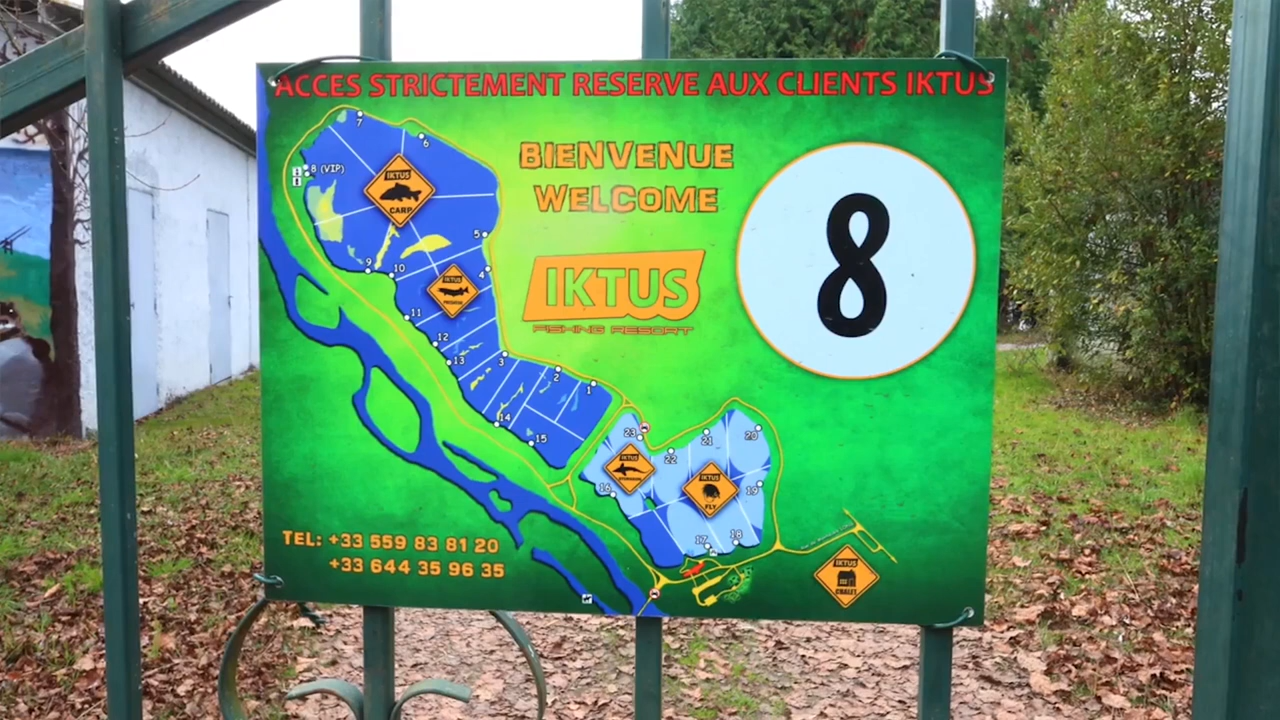 ACCES STRICTEMENT RESERVE AUX CLIENTS IKTUS
BIENVENUE
WELCOME
IKTUS
FISHING RESORT
8
7
6
8 (VIP)
IKTUS
CARP
5
9
10
4
IKTUS
11
12
13
3
2
1
14
15
23
22
21
20
IKTUS
16
IKTUS
FLY
19
17
18
IKTUS
CHALET
TEL: +33 559 83 81 20
+33 644 35 96 35